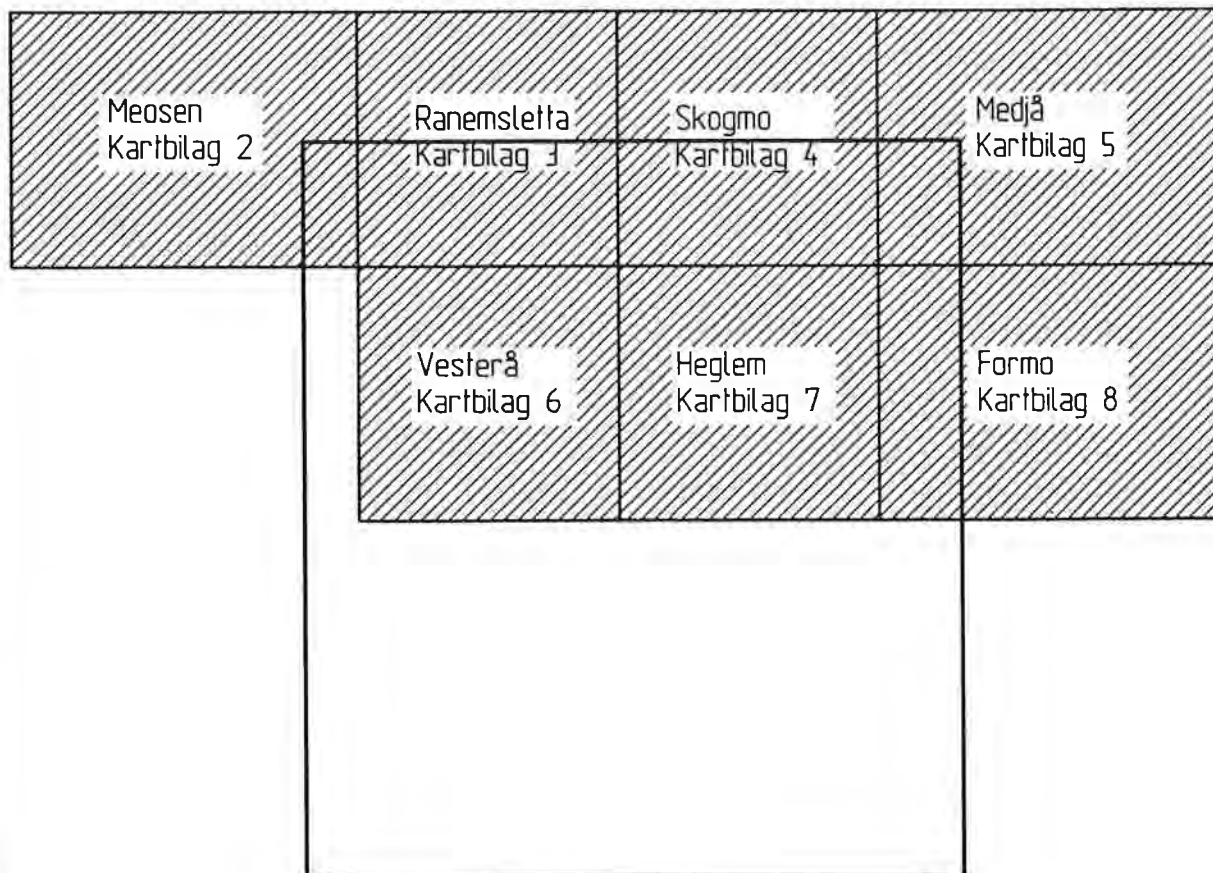 Meosen
Kartbilag 2
Ranemsletta
Kartbilag 3
Skogmo
Kartbilag 4
Medjå
Kartbilag 5
Vesterå
Kartbilag 6
Heglem
Kartbilag 7
Formo
Kartbilag 8